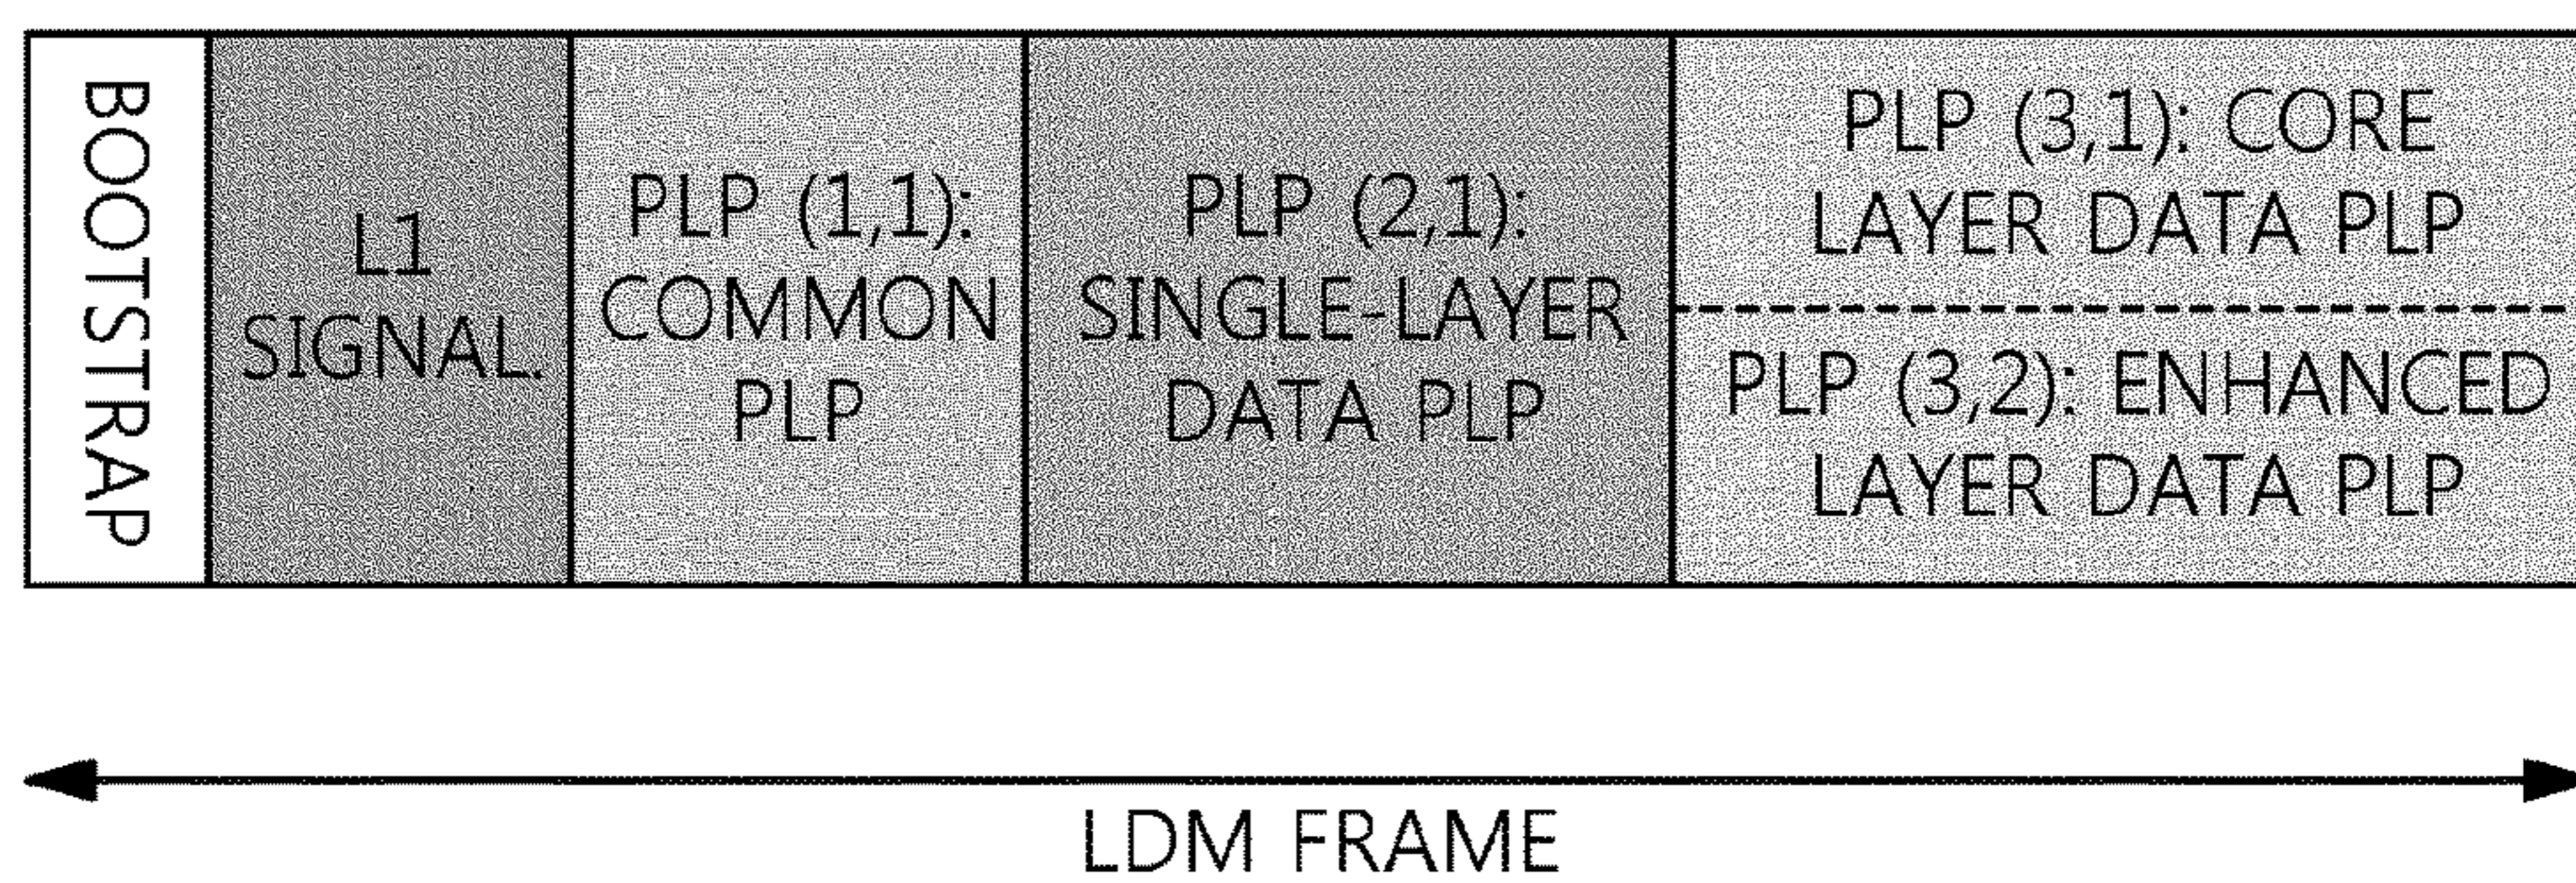 BOOTSTRAP
L1
SIGNAL.
PLP (1,1):
COMMON
PLP
PLP (2,1):
SINGLE-LAYER
DATA PLP
PLP (3,1): CORE
LAYER DATA PLP
PLP (3,2): ENHANCED
LAYER DATA PLP
LDM FRAME